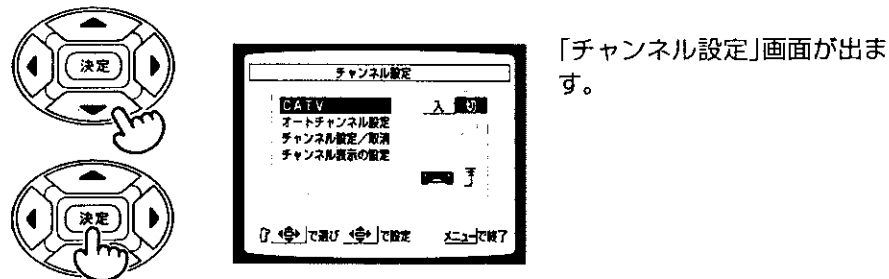 決定
決定
チャンネル設定
CATV 入 切
オートチャンネル設定
チャンネル設定／取消
チャンネル表示の設定
で選び で設定 メニューで終了
「チャンネル設定」画面が出ま
す。